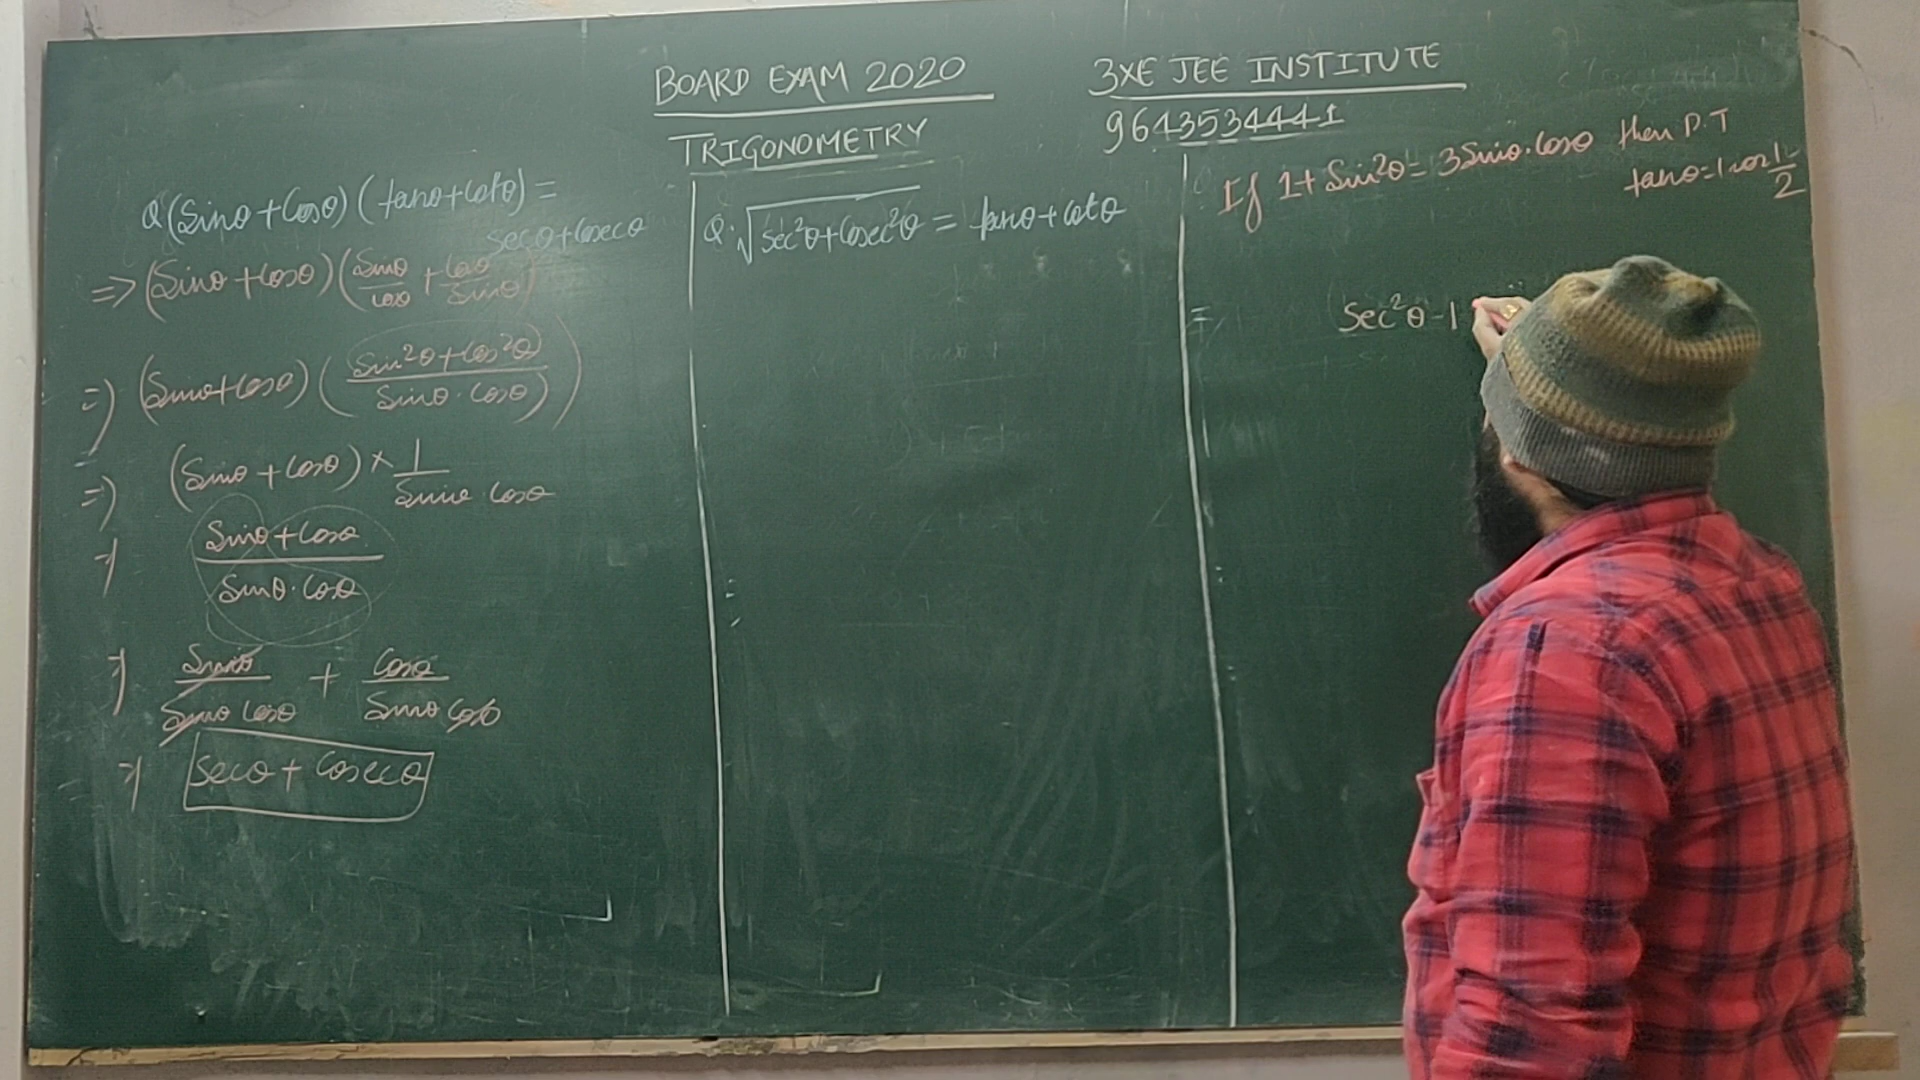 BOARD EXAM 2020
TRIGONOMETRY
3XE JEE INSTITUTE
9643534441
Q (Sinθ + Cosθ) (tanθ + Cotθ) =
secθ + Cosecθ
=> (Sinθ + Cosθ) (Sinθ/Cosθ + Cosθ/Sinθ)
=> (Sinθ + Cosθ) (Sin²θ + Cos²θ / Sinθ · Cosθ)
=> (Sinθ + Cosθ) × 1/Sinθ · Cosθ
=> Sinθ + Cosθ / Sinθ · Cosθ
=> Sinθ/Sinθ Cosθ + Cosθ/Sinθ Cosθ
=> Secθ + Cosecθ
Q. √Sec²θ + Cosec²θ = tanθ + Cotθ
If 1 + Sin²θ = 3Sinθ · Cosθ then P.T
tanθ = 1 or 1/2
=
Sec²θ - 1